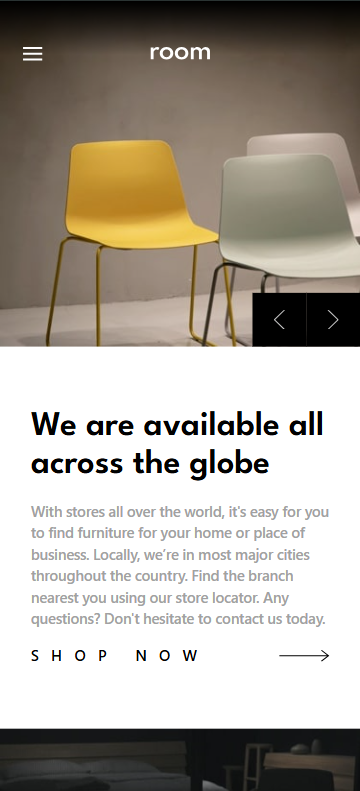 room
We are available all
across the globe
With stores all over the world, it's easy for you
to find furniture for your home or place of
business. Locally, we’re in most major cities
throughout the country. Find the branch
nearest you using our store locator. Any
questions? Don't hesitate to contact us today.
SHOP NOW